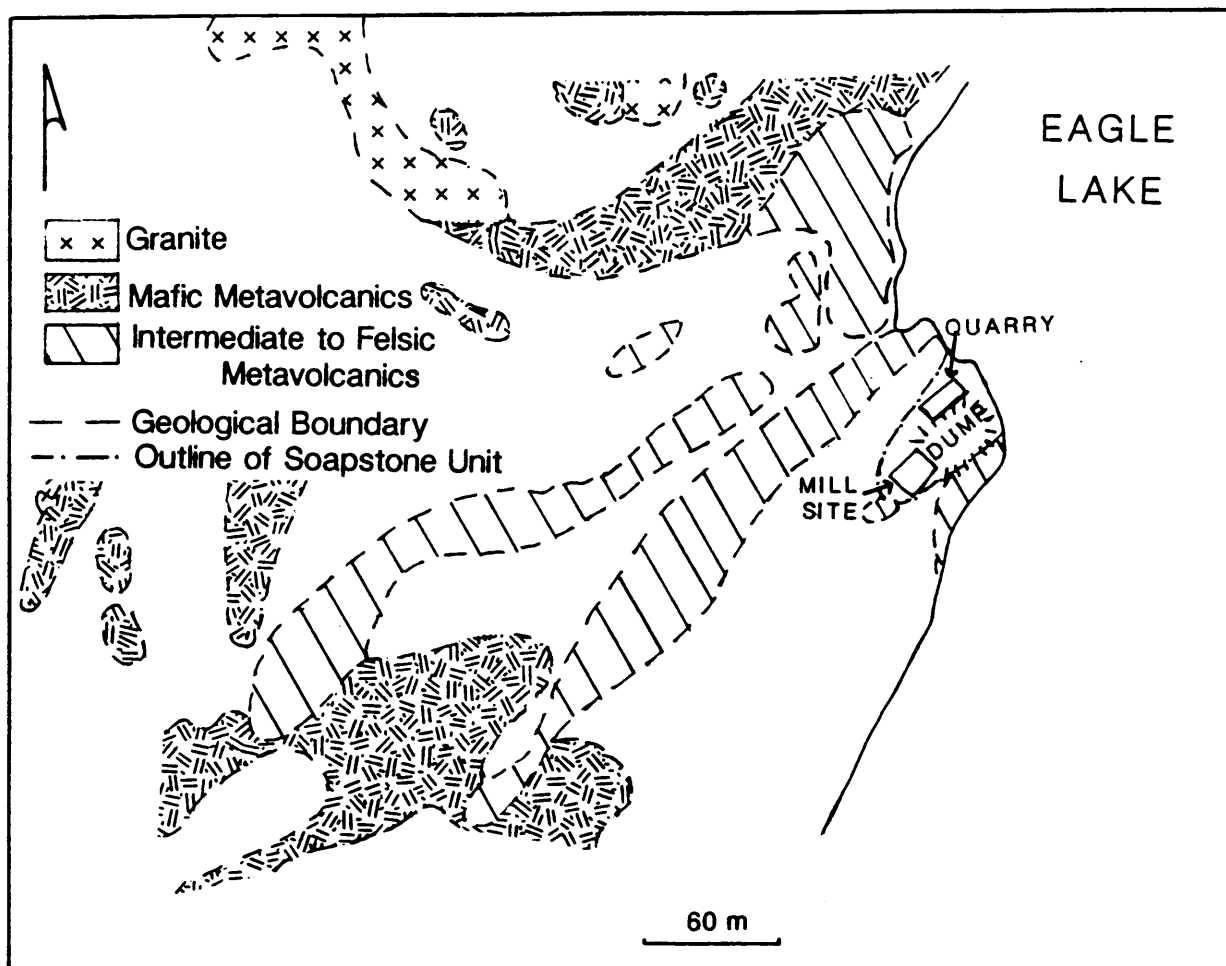 EAGLE
LAKE
Granite
Mafic Metavolcanics
Intermediate to Felsic
Metavolcanics
Geological Boundary
Outline of Soapstone Unit
QUARRY
DUMP
MILL
SITE
60 m